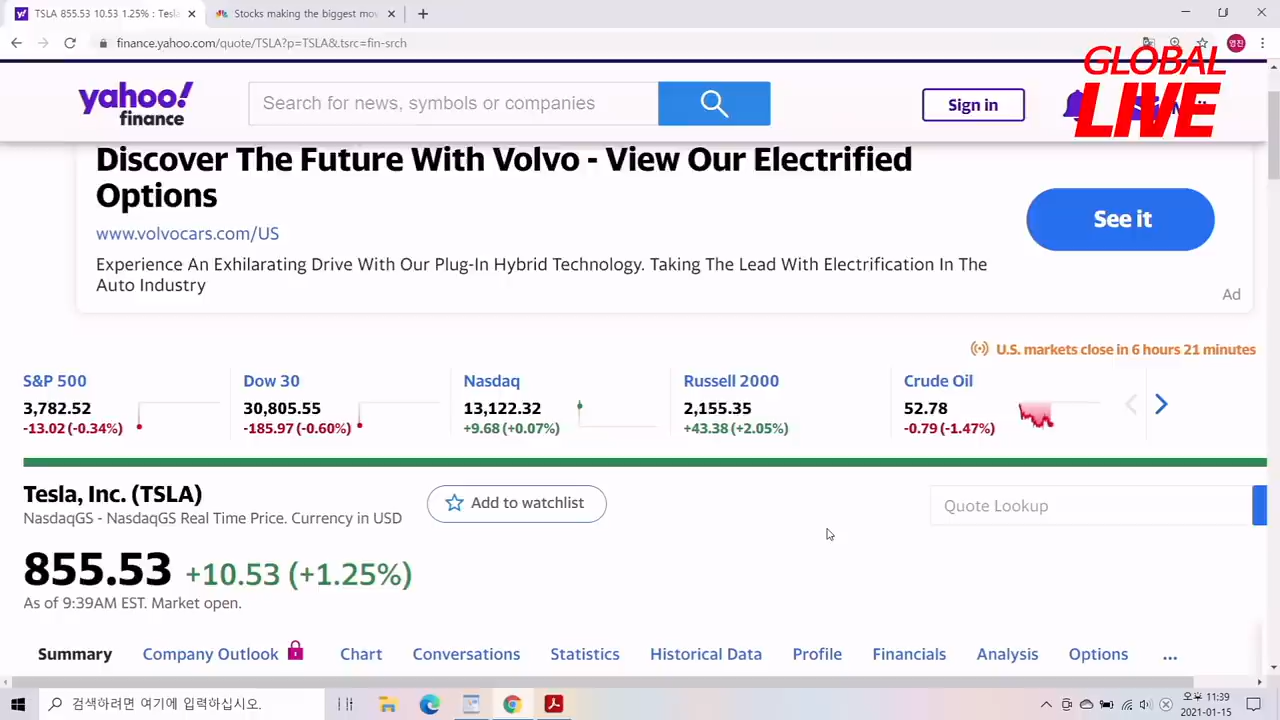 TSLA 855.53 10.53 1.25% : Tesla
Stocks making the biggest mov
finance.yahoo.com/quote/TSLA?p=TSLA&.tsrc=fin-srch
영진
GLOBAL
LIVE
yahoo!
finance
Search for news, symbols or companies
Sign in
Discover The Future With Volvo - View Our Electrified
Options
www.volvocars.com/US
See it
Experience An Exhilarating Drive With Our Plug-In Hybrid Technology. Taking The Lead With Electrification In The
Auto Industry
Ad
U.S. markets close in 6 hours 21 minutes
S&P 500
3,782.52
-13.02 (-0.34%)
Dow 30
30,805.55
-185.97 (-0.60%)
Nasdaq
13,122.32
+9.68 (+0.07%)
Russell 2000
2,155.35
+43.38 (+2.05%)
Crude Oil
52.78
-0.79 (-1.47%)
Tesla, Inc. (TSLA)
Add to watchlist
Quote Lookup
NasdaqGS - NasdaqGS Real Time Price. Currency in USD
855.53 +10.53 (+1.25%)
As of 9:39AM EST. Market open.
Summary Company Outlook Chart Conversations Statistics Historical Data Profile Financials Analysis Options ...
검색하려면 여기에 입력하십시오.
오후 11:39
2021-01-15